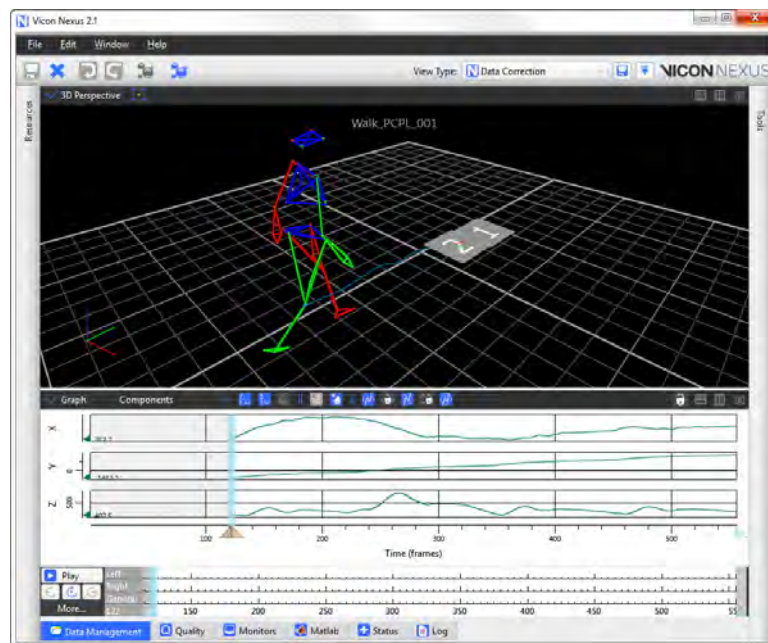 Vicon Nexus 2.1
File Edit Window Help
View Type: Data Correction VICON NEXUS
Resources
3D Perspective
Tools
Walk_PCPL_001
2 1
Graph Components
X
Y 0
Z 500
100 200 300 400 500
Time (frames)
Play
Left
Right
General
More...
150 200 250 300 350 400 450 500
Data Management Quality Monitors Matlab Status Log